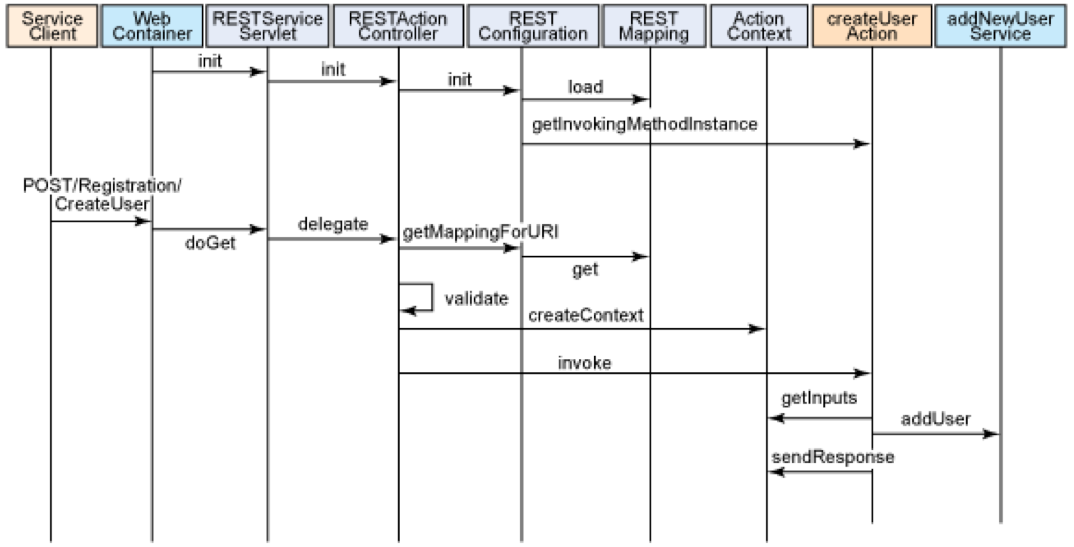 Service
Client
Web
Container
RESTService
Servlet
RESTAction
Controller
REST
Configuration
REST
Mapping
Action
Context
createUser
Action
addNewUser
Service
init
init
init
load
getInvokingMethodInstance
POST/Registration/
CreateUser
doGet
delegate
getMappingForURI
get
validate
createContext
invoke
getInputs
addUser
sendResponse